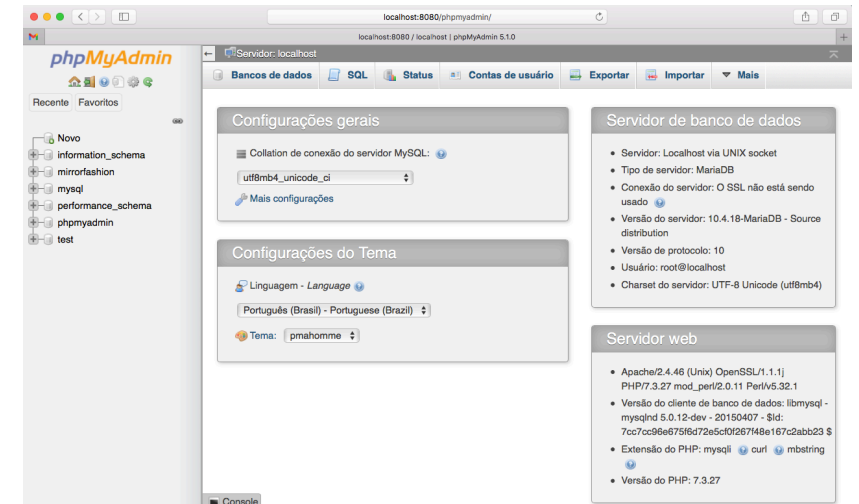 localhost:8080/phpmyadmin/
localhost:8080 / localhost | phpMyAdmin 5.1.0
phpMyAdmin
Recente Favoritos
Novo
information_schema
mirrorfashion
mysql
performance_schema
phpmyadmin
test
Servidor: localhost
Bancos de dados SQL Status Contas de usuário Exportar Importar Mais
Configurações gerais
Collation de conexão do servidor MySQL:
utf8mb4_unicode_ci
Mais configurações
Configurações do Tema
Linguagem - Language
Português (Brasil) - Portuguese (Brazil)
Tema: pmahomme
Servidor de banco de dados
Servidor: Localhost via UNIX socket
Tipo de servidor: MariaDB
Conexão do servidor: O SSL não está sendo
usado
Versão do servidor: 10.4.18-MariaDB - Source
distribution
Versão de protocolo: 10
Usuário: root@localhost
Charset do servidor: UTF-8 Unicode (utf8mb4)
Servidor web
Apache/2.4.46 (Unix) OpenSSL/1.1.1j
PHP/7.3.27 mod_perl/2.0.11 Perl/v5.32.1
Versão do cliente de banco de dados: libmysql -
mysqlnd 5.0.12-dev - 20150407 - $Id:
7cc7cc96e675f6d72e5cf0f267f48e167c2abb23 $
Extensão do PHP: mysqli curl mbstring
Versão do PHP: 7.3.27
Console